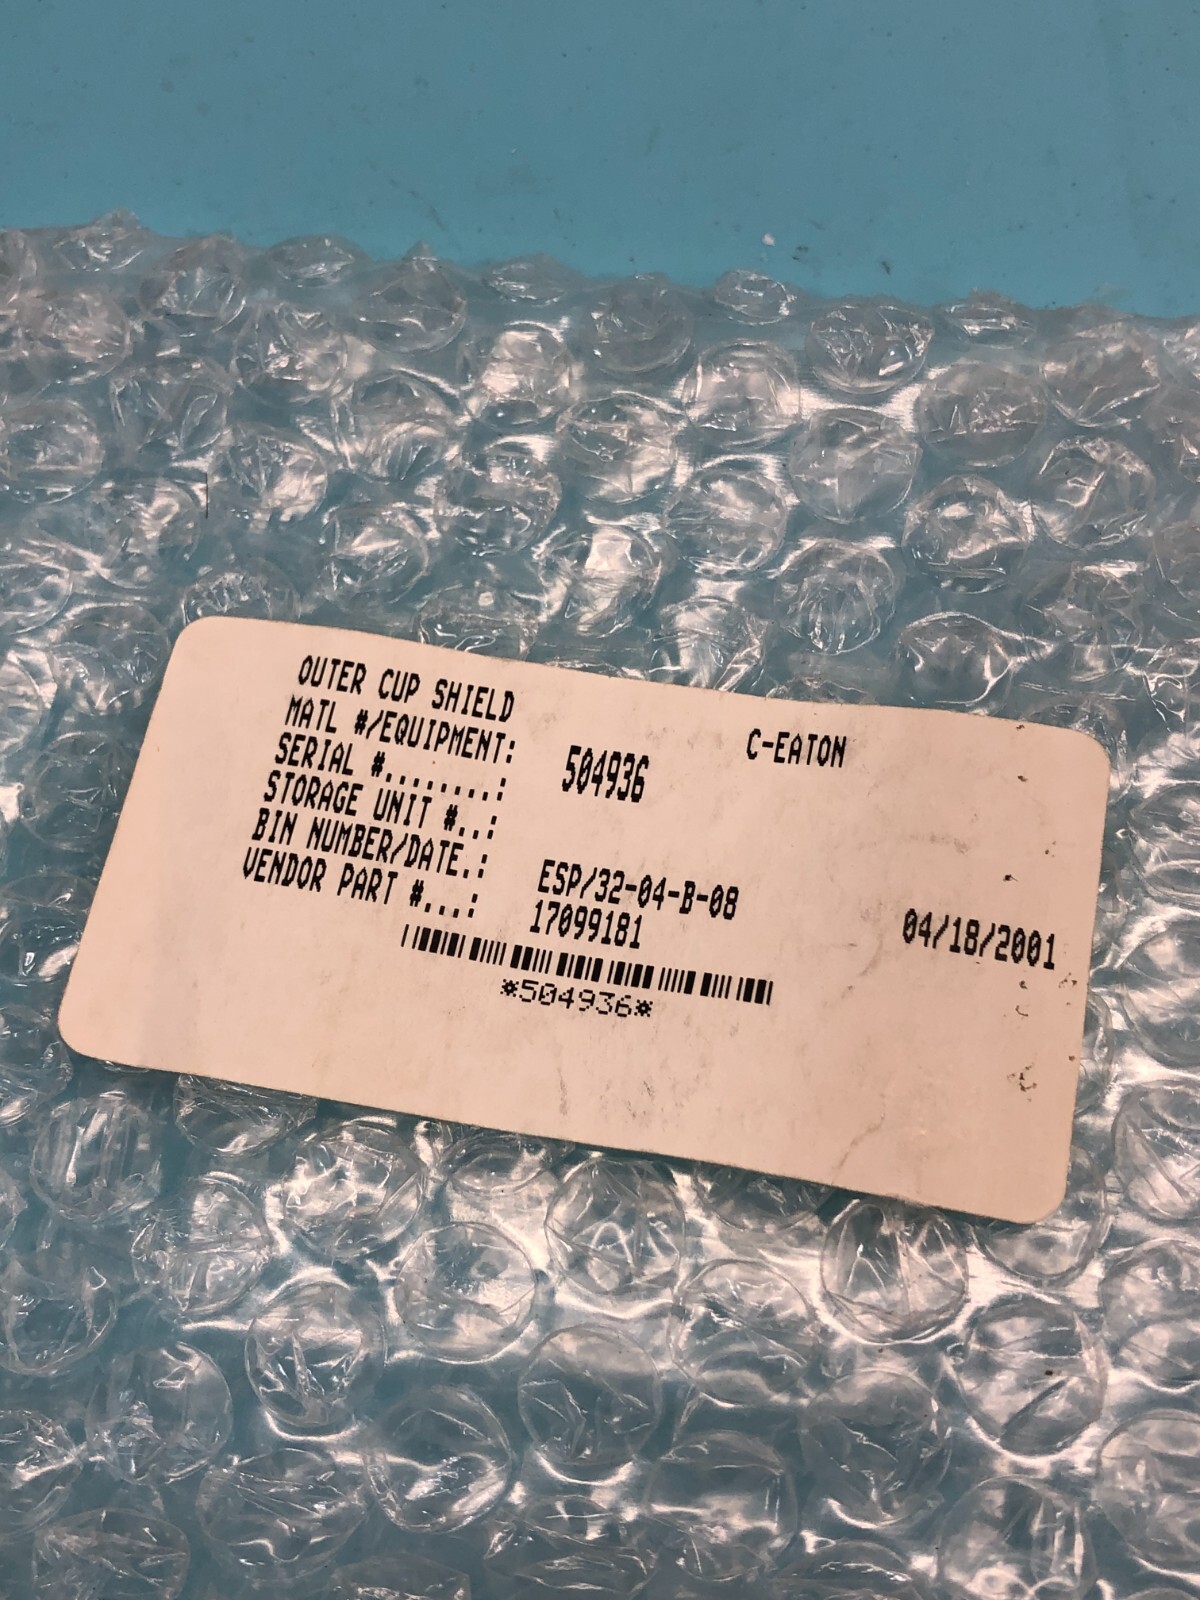 OUTER CUP SHIELD C-EATON
MATL #/EQUIPMENT: 504936
SERIAL #........:
STORAGE UNIT #..:
BIN NUMBER/DATE.: ESP/32-04-B-08 04/18/2001
VENDOR PART #...: 17099181
*504936*